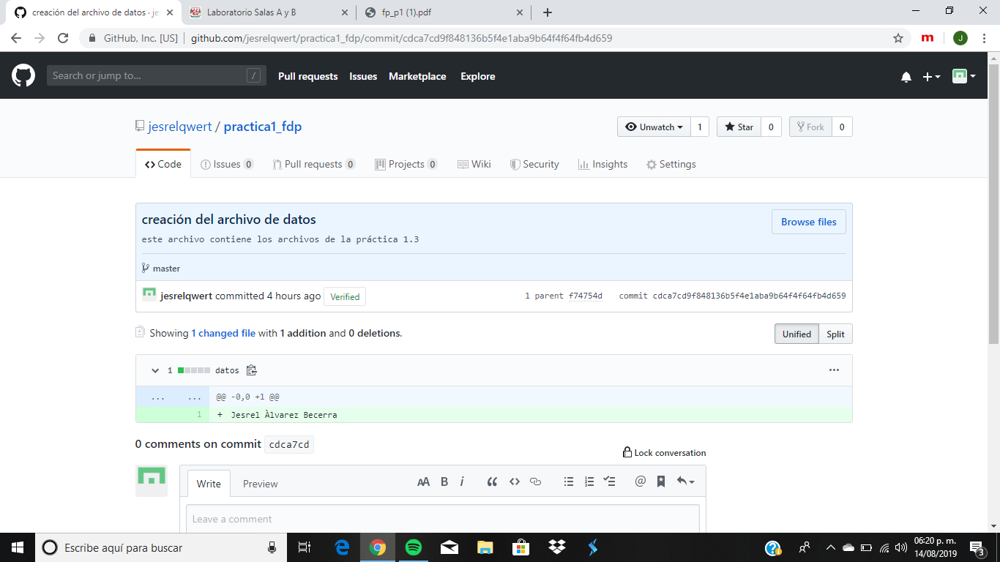 creación del archivo de datos · je
Laboratorio Salas A y B
fp_p1 (1).pdf
GitHub, Inc. [US] | github.com/jesrelqwert/practica1_fdp/commit/cdca7cd9f848136b5f4e1aba9b64f4f64fb4d659
m
J
Search or jump to... /
Pull requests Issues Marketplace Explore
jesrelqwert / practica1_fdp
Unwatch 1 Star 0 Fork 0
Code Issues 0 Pull requests 0 Projects 0 Wiki Security Insights Settings
creación del archivo de datos
Browse files
este archivo contiene los archivos de la práctica 1.3
master
jesrelqwert committed 4 hours ago Verified
1 parent f74754d commit cdca7cd9f848136b5f4e1aba9b64f4f64fb4d659
Showing 1 changed file with 1 addition and 0 deletions.
Unified Split
1 datos ...
... ... @@ -0,0 +1 @@
1 + Jesrel Àlvarez Becerra
0 comments on commit cdca7cd
Lock conversation
Write Preview
AA B i “ <> @
Leave a comment
Escribe aquí para buscar
06:20 p. m.
14/08/2019
3